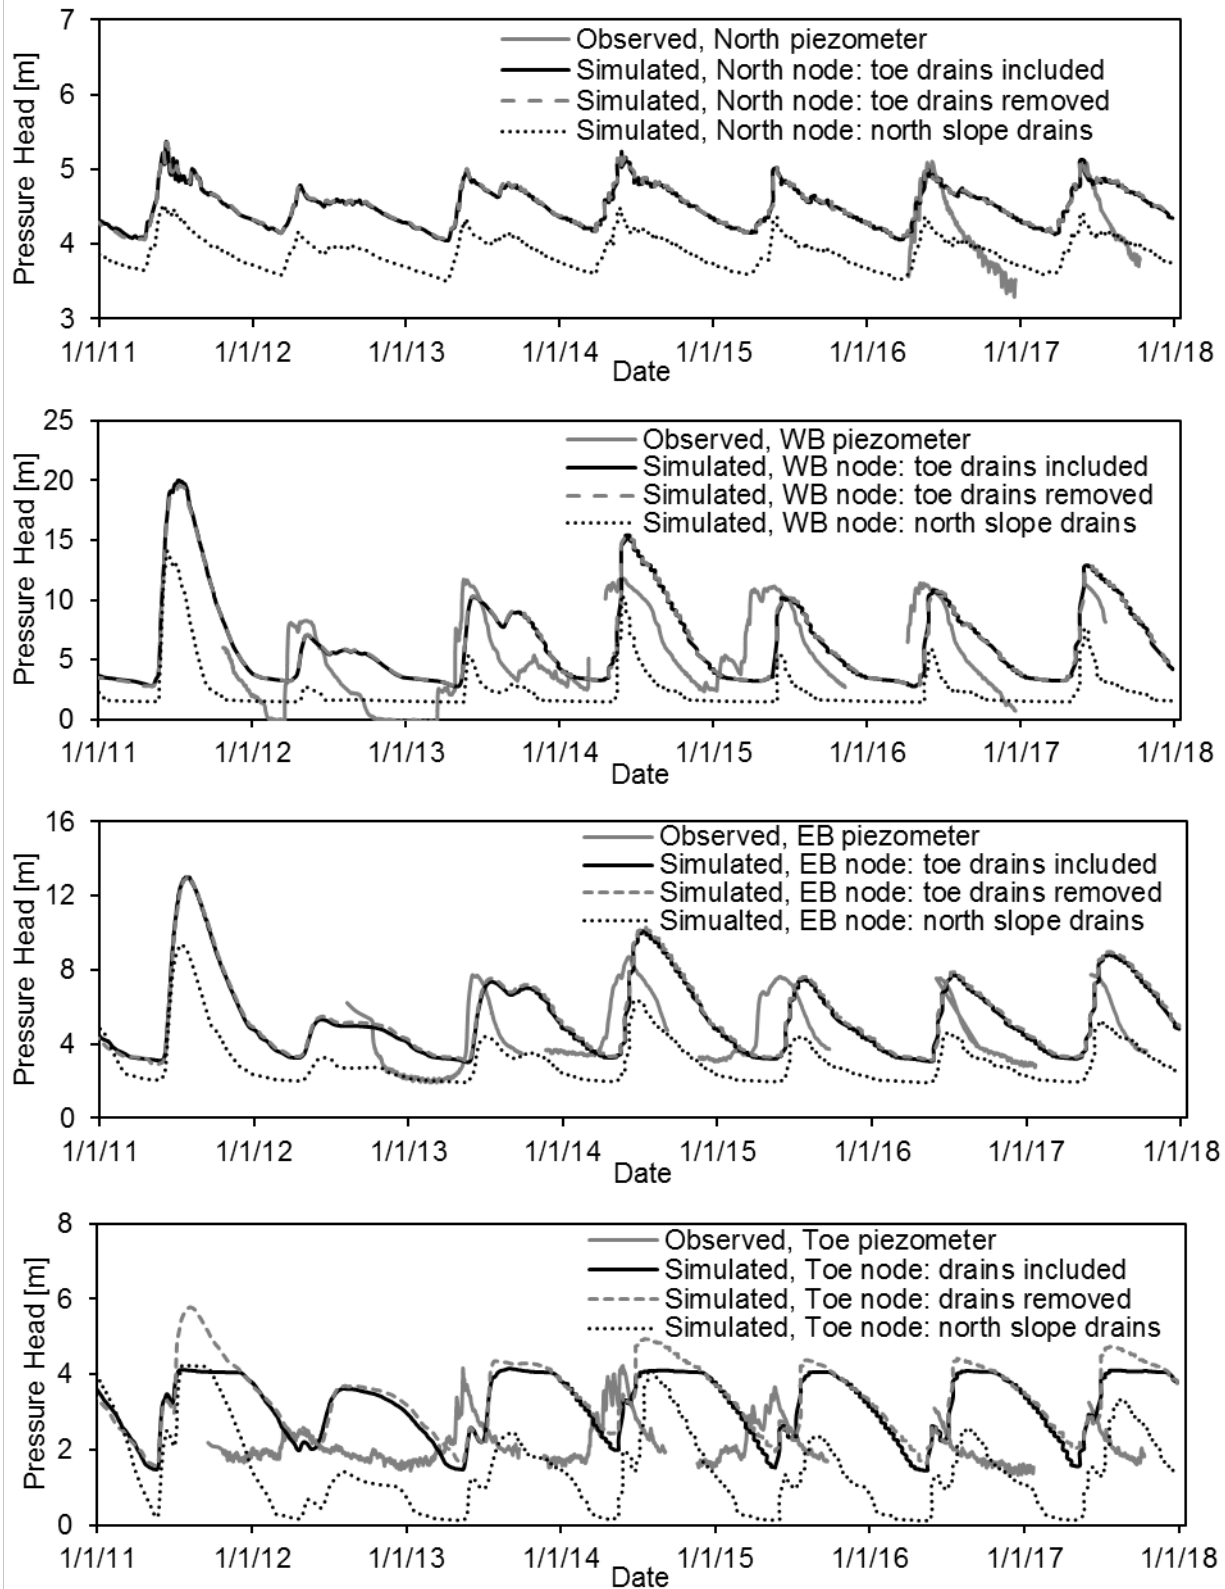 7
6
5
4
3
Pressure Head [m]
Observed, North piezometer
Simulated, North node: toe drains included
Simulated, North node: toe drains removed
Simulated, North node: north slope drains
1/1/11 1/1/12 1/1/13 1/1/14 1/1/15 1/1/16 1/1/17 1/1/18
Date
25
20
15
10
5
0
Pressure Head [m]
Observed, WB piezometer
Simulated, WB node: toe drains included
Simulated, WB node: toe drains removed
Simulated, WB node: north slope drains
1/1/11 1/1/12 1/1/13 1/1/14 1/1/15 1/1/16 1/1/17 1/1/18
Date
16
12
8
4
0
Pressure Head [m]
Observed, EB piezometer
Simulated, EB node: toe drains included
Simulated, EB node: toe drains removed
Simualted, EB node: north slope drains
1/1/11 1/1/12 1/1/13 1/1/14 1/1/15 1/1/16 1/1/17 1/1/18
Date
8
6
4
2
0
Pressure Head [m]
Observed, Toe piezometer
Simulated, Toe node: drains included
Simulated, Toe node: drains removed
Simulated, Toe node: north slope drains
1/1/11 1/1/12 1/1/13 1/1/14 1/1/15 1/1/16 1/1/17 1/1/18
Date